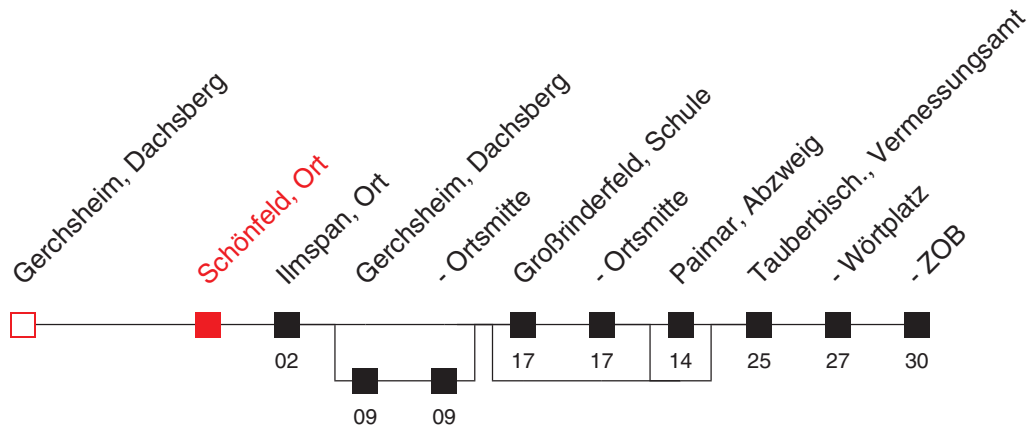 Gerchsheim, Dachsberg
Schönfeld, Ort
Ilmspan, Ort
Gerchsheim, Dachsberg
- Ortsmitte
Großrinderfeld, Schule
- Ortsmitte
Paimar, Abzweig
Tauberbisch., Vermessungsamt
- Wörtplatz
- ZOB
02
17
17
14
25
27
30
09
09